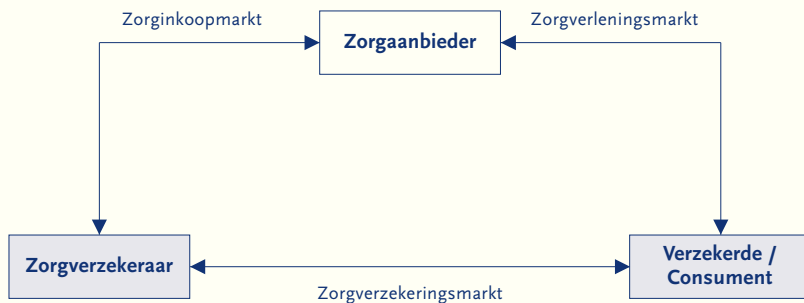 Zorginkoopmarkt
Zorgverleningsmarkt
Zorgaanbieder
Zorgverzekeraar
Verzekerde /
Consument
Zorgverzekeringsmarkt